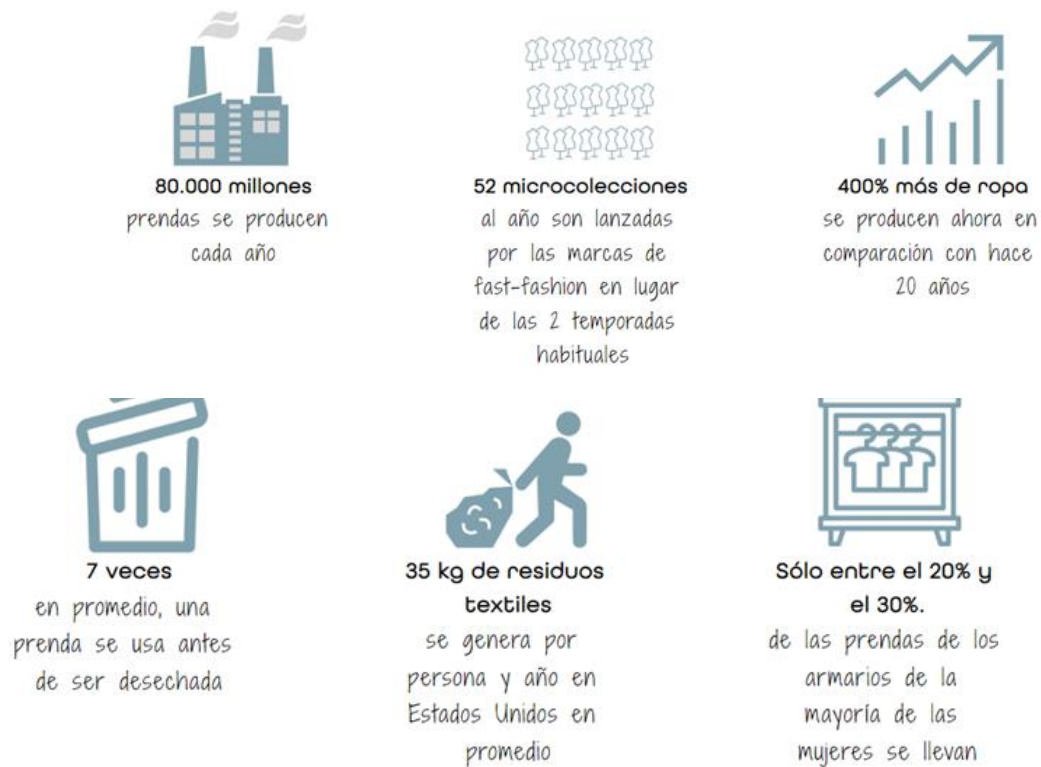 80.000 millones
prendas se producen
cada año
52 microcolecciones
al año son lanzadas
por las marcas de
fast-fashion en lugar
de las 2 temporadas
habituales
400% más de ropa
se producen ahora en
comparación con hace
20 años
7 veces
en promedio, una
prenda se usa antes
de ser desechada
35 kg de residuos
textiles
se genera por
persona y año en
Estados Unidos en
promedio
Sólo entre el 20% y
el 30%.
de las prendas de los
armarios de la
mayoría de las
mujeres se llevan